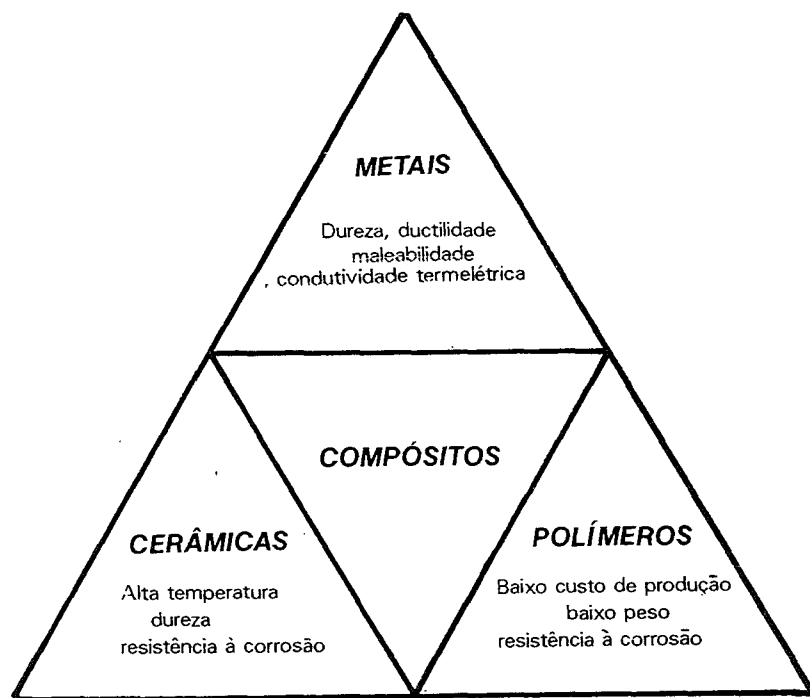 METAIS
Dureza, ductilidade
maleabilidade
condutividade termelétrica
COMPÓSITOS
CERÂMICAS
Alta temperatura
dureza
resistência à corrosão
POLÍMEROS
Baixo custo de produção
baixo peso
resistência à corrosão